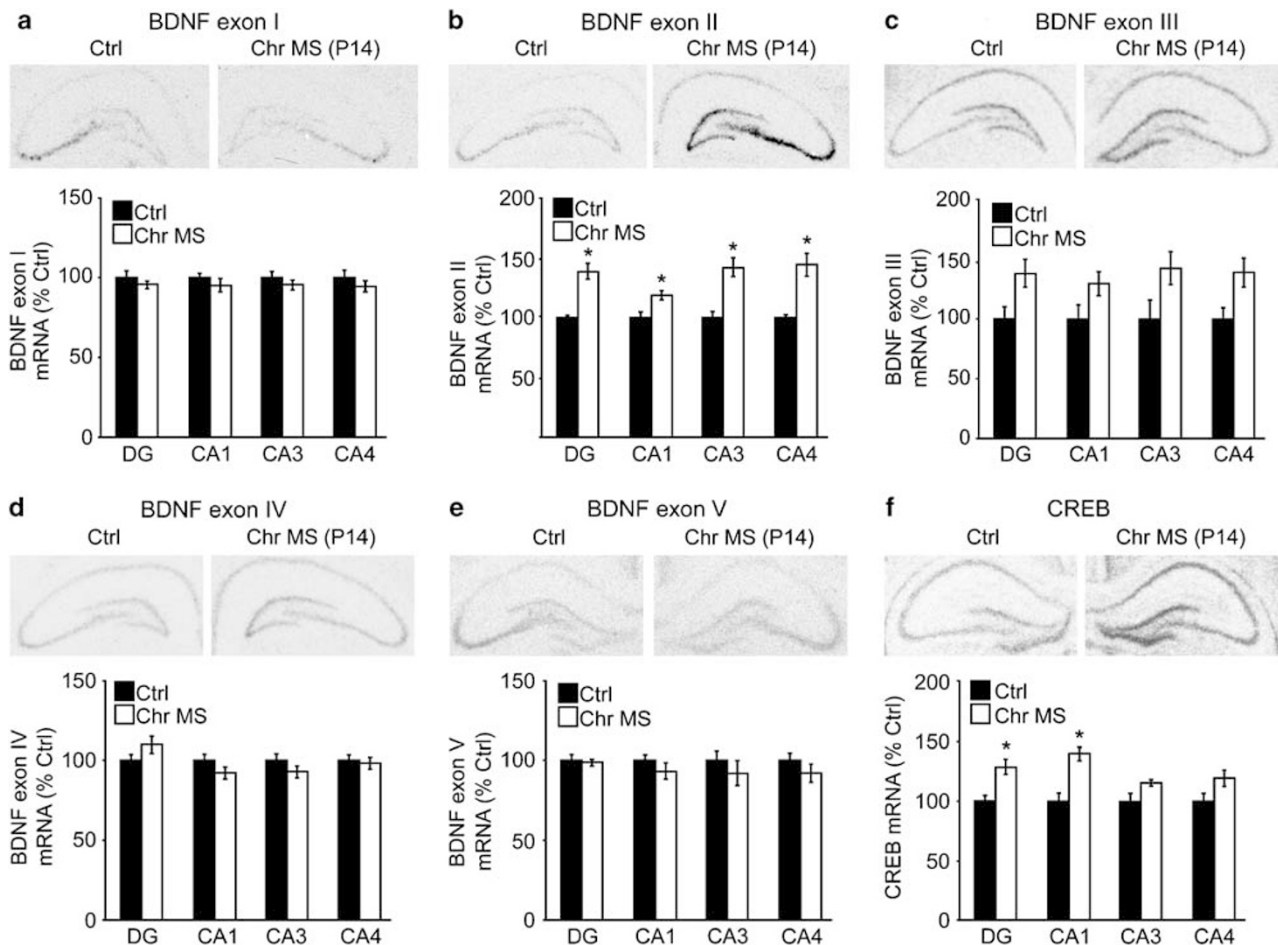 a BDNF exon I
Ctrl Chr MS (P14)
BDNF exon I
mRNA (% Ctrl)
150
100
50
0
Ctrl
Chr MS
DG CA1 CA3 CA4
b BDNF exon II
Ctrl Chr MS (P14)
BDNF exon II
mRNA (% Ctrl)
200
150
100
50
0
Ctrl
Chr MS
* * * *
DG CA1 CA3 CA4
c BDNF exon III
Ctrl Chr MS (P14)
BDNF exon III
mRNA (% Ctrl)
200
150
100
50
0
Ctrl
Chr MS
DG CA1 CA3 CA4
d BDNF exon IV
Ctrl Chr MS (P14)
BDNF exon IV
mRNA (% Ctrl)
150
100
50
0
Ctrl
Chr MS
DG CA1 CA3 CA4
e BDNF exon V
Ctrl Chr MS (P14)
BDNF exon V
mRNA (% Ctrl)
150
100
50
0
Ctrl
Chr MS
DG CA1 CA3 CA4
f CREB
Ctrl Chr MS (P14)
CREB mRNA (% Ctrl)
200
150
100
50
0
Ctrl
Chr MS
* *
DG CA1 CA3 CA4